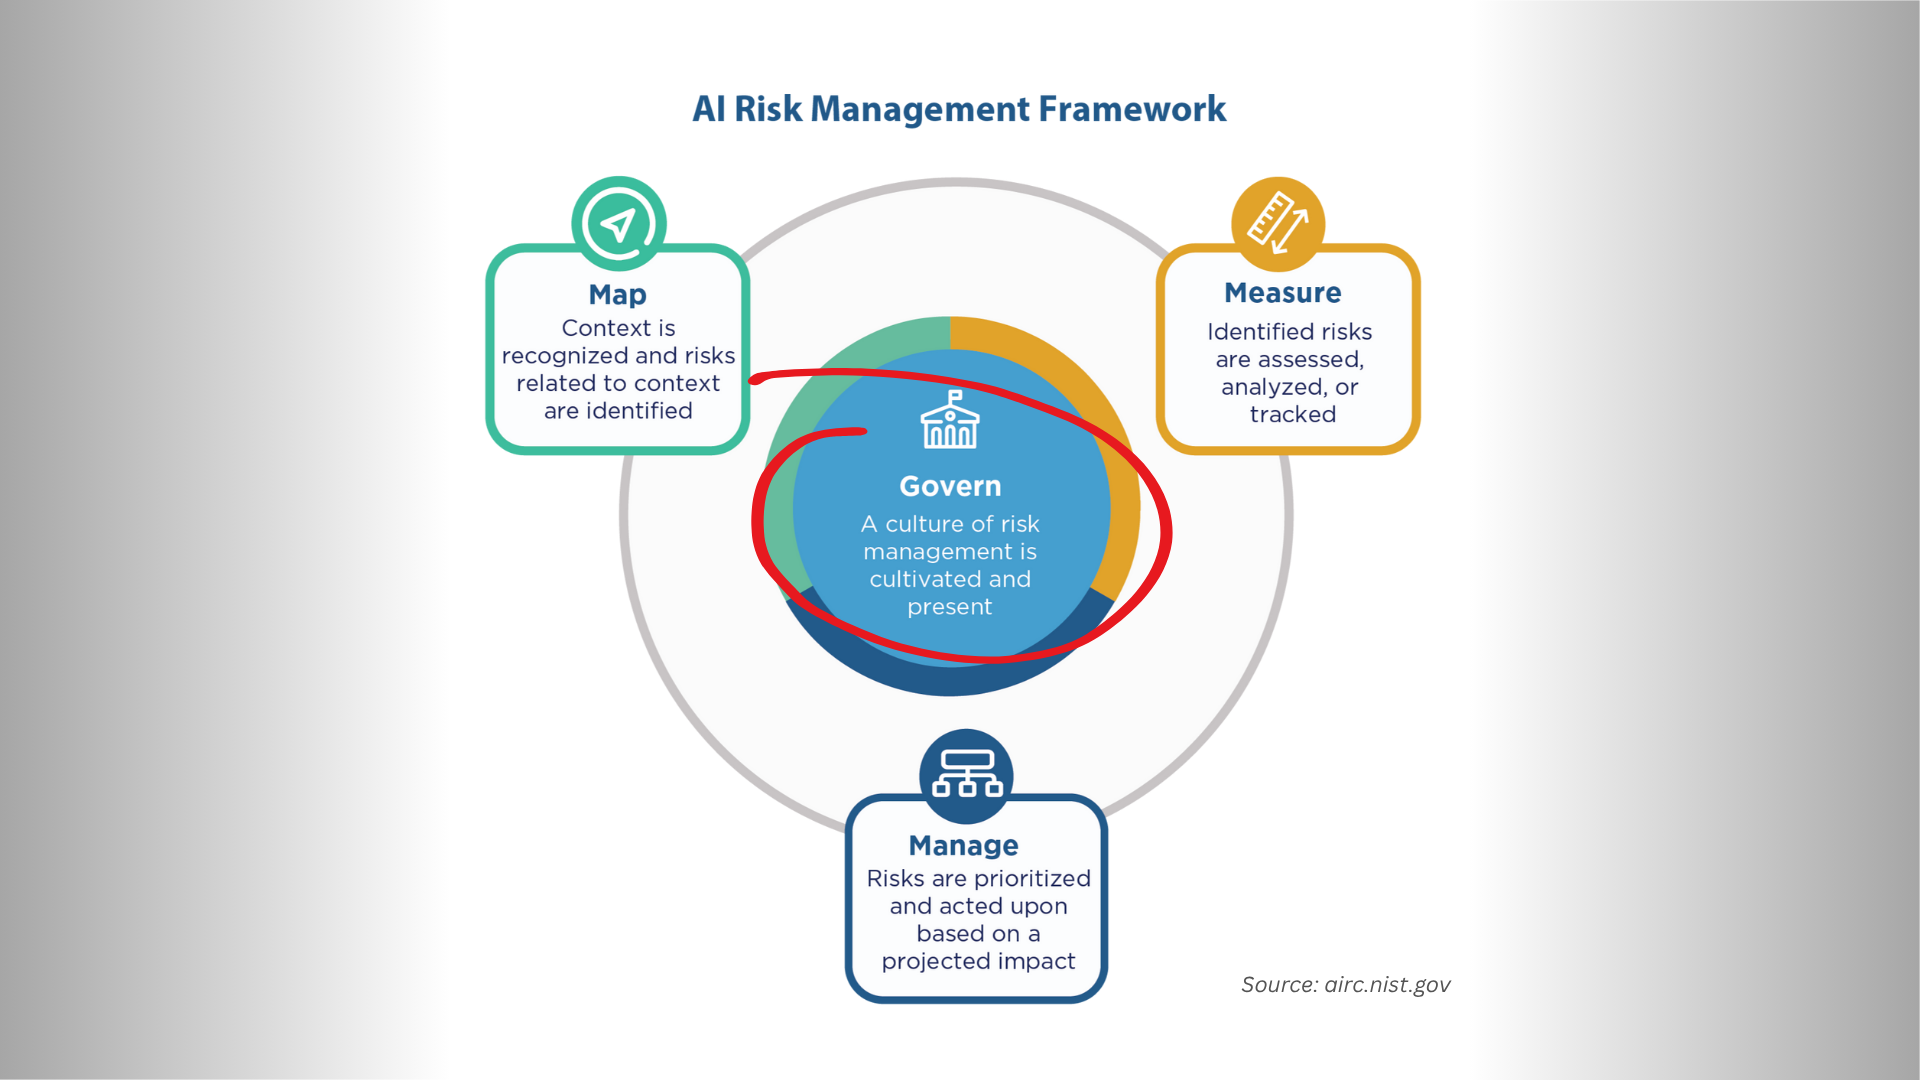 AI Risk Management Framework
Map
Context is
recognized and risks
related to context
are identified
Measure
Identified risks
are assessed,
analyzed, or
tracked
Govern
A culture of risk
management is
cultivated and
present
Manage
Risks are prioritized
and acted upon
based on a
projected impact
Source: airc.nist.gov